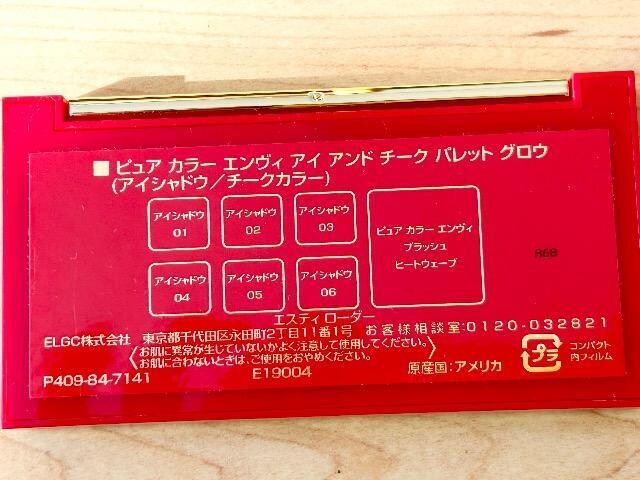 ■ ピュア カラー エンヴィ アイ アンド チーク パレット グロウ
(アイシャドウ/チークカラー)
アイシャドウ
01
アイシャドウ
02
アイシャドウ
03
ピュア カラー エンヴィ
ブラッシュ
ヒートウェーブ
R6B
アイシャドウ
04
アイシャドウ
05
アイシャドウ
06
エスティ ローダー
ELGC株式会社 東京都千代田区永田町2丁目11番1号 お客様相談室:0120-032821
〈お肌に異常が生じていないかよく注意して使用してください。
お肌に合わないときは、ご使用をおやめください。〉
P409-84-7141
E19004
原産国:アメリカ
プラ
コンパクト
内フィルム